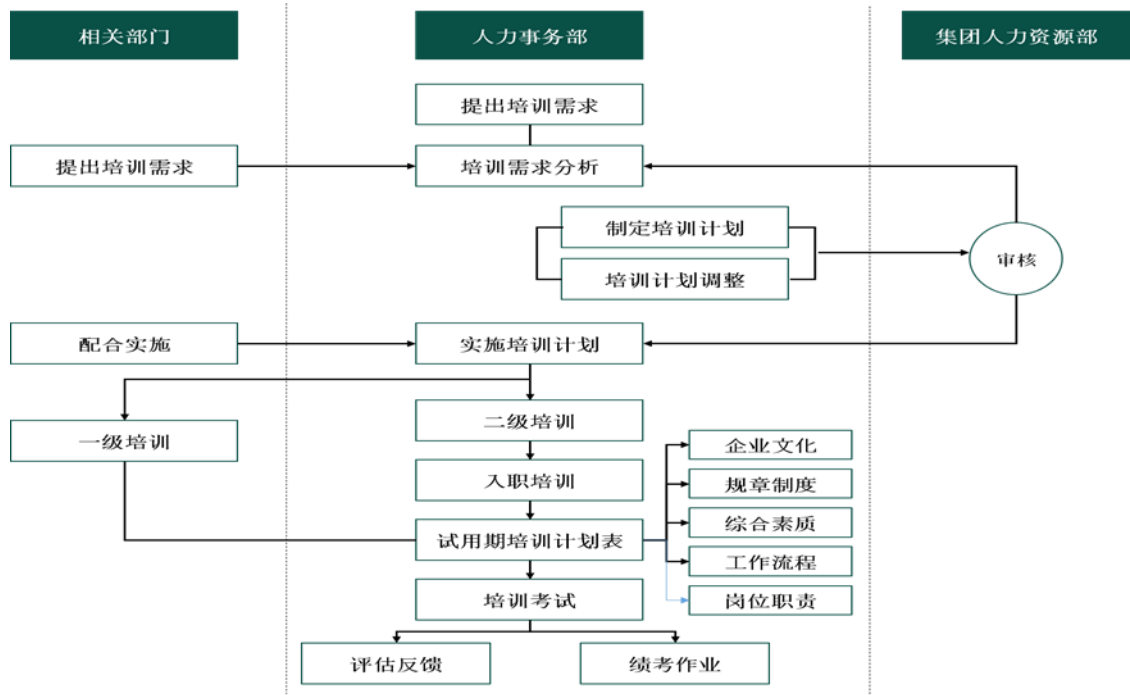 相关部门
人力事务部
集团人力资源部
提出培训需求
提出培训需求
培训需求分析
制定培训计划
审核
培训计划调整
配合实施
实施培训计划
一级培训
二级培训
企业文化
入职培训
规章制度
综合素质
试用期培训计划表
工作流程
培训考试
岗位职责
评估反馈
绩考作业